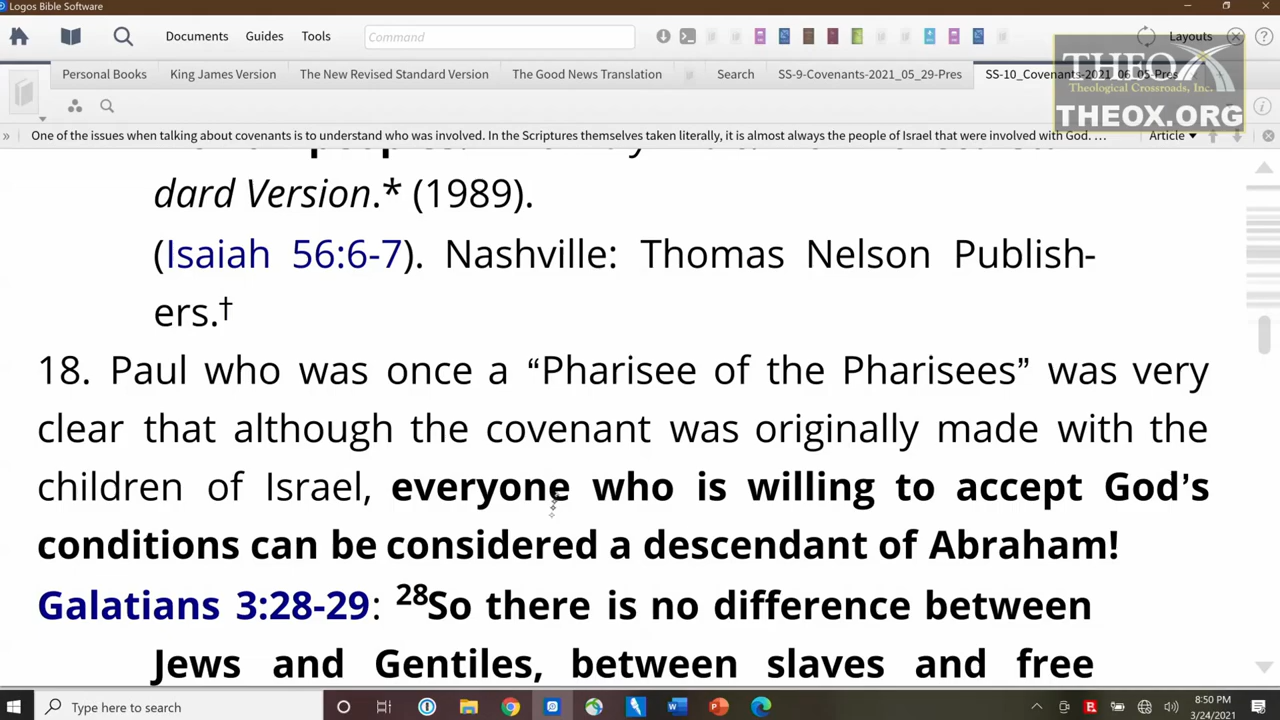 Logos Bible Software
Documents Guides Tools Command Layouts
Personal Books King James Version The New Revised Standard Version The Good News Translation Search SS-9-Covenants-2021_05_29-Pres SS-10_Covenants-2021_06_05-Pres
THEOX
Theological Crossroads, Inc.
THEOX.ORG
One of the issues when talking about covenants is to understand who was involved. In the Scriptures themselves taken literally, it is almost always the people of Israel that were involved with God. … Article
dard Version.* (1989).
(Isaiah 56:6-7). Nashville: Thomas Nelson Publish-
ers.†
18. Paul who was once a “Pharisee of the Pharisees” was very
clear that although the covenant was originally made with the
children of Israel, everyone who is willing to accept God’s
conditions can be considered a descendant of Abraham!
Galatians 3:28-29: 28So there is no difference between
Jews and Gentiles, between slaves and free
Type here to search
8:50 PM
3/24/2021